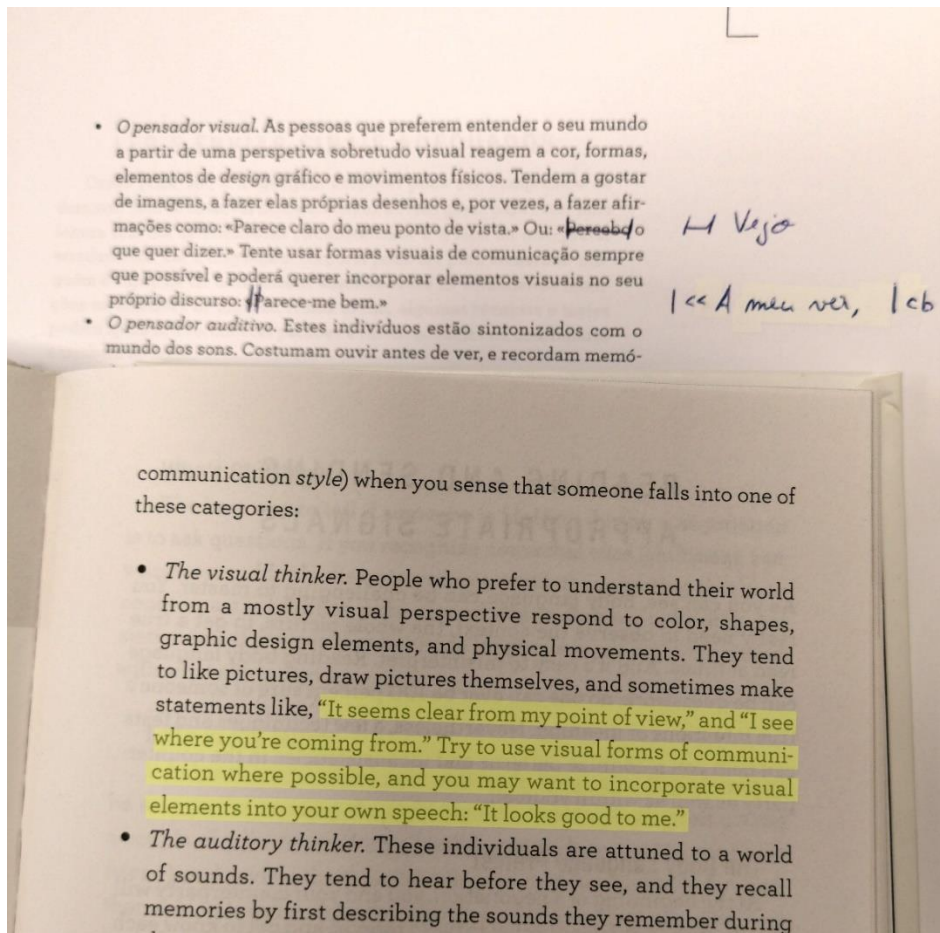 • O pensador visual. As pessoas que preferem entender o seu mundo
a partir de uma perspetiva sobretudo visual reagem a cor, formas,
elementos de design gráfico e movimentos físicos. Tendem a gostar
de imagens, a fazer elas próprias desenhos e, por vezes, a fazer afir-
mações como: «Parece claro do meu ponto de vista.» Ou: «Percebo o
que quer dizer.» Tente usar formas visuais de comunicação sempre
que possível e poderá querer incorporar elementos visuais no seu
próprio discurso: «Parece-me bem.»
• O pensador auditivo. Estes indivíduos estão sintonizados com o
mundo dos sons. Costumam ouvir antes de ver, e recordam memó-
Vejo
« A meu ver, cb
communication style) when you sense that someone falls into one of
these categories:
• The visual thinker. People who prefer to understand their world
from a mostly visual perspective respond to color, shapes,
graphic design elements, and physical movements. They tend
to like pictures, draw pictures themselves, and sometimes make
statements like, “It seems clear from my point of view,” and “I see
where you’re coming from.” Try to use visual forms of communi-
cation where possible, and you may want to incorporate visual
elements into your own speech: “It looks good to me.”
• The auditory thinker. These individuals are attuned to a world
of sounds. They tend to hear before they see, and they recall
memories by first describing the sounds they remember during